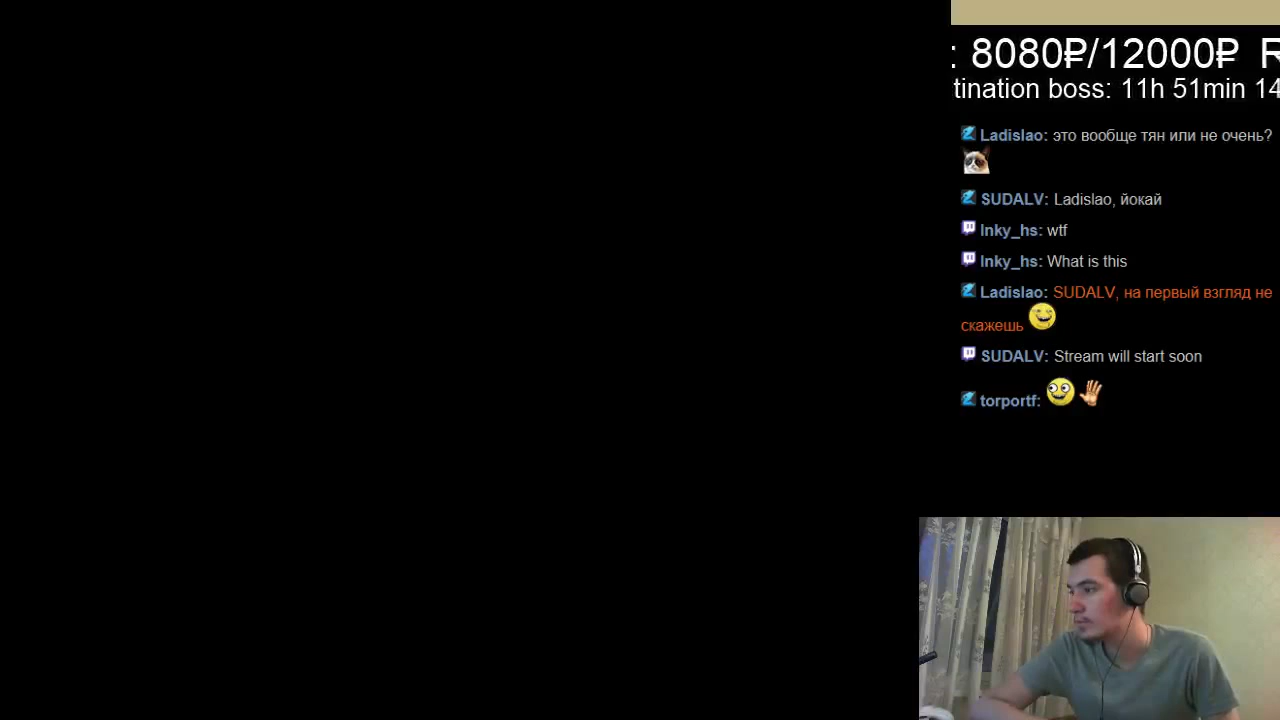 : 8080₽/12000₽
tination boss: 11h 51min 14
Ladislao: это вообще тян или не очень?
SUDALV: Ladislao, йокай
Inky_hs: wtf
Inky_hs: What is this
Ladislao: SUDALV, на первый взгляд не
скажешь
SUDALV: Stream will start soon
torportf: